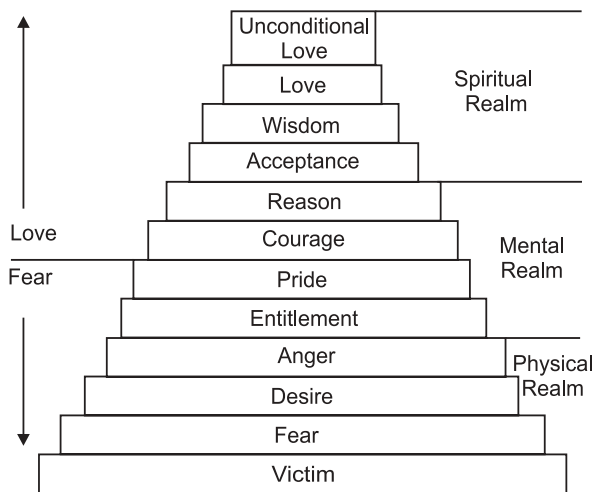 Unconditional
Love
Love
Wisdom
Acceptance
Reason
Courage
Pride
Entitlement
Anger
Desire
Fear
Victim
Love
Fear
Spiritual
Realm
Mental
Realm
Physical
Realm